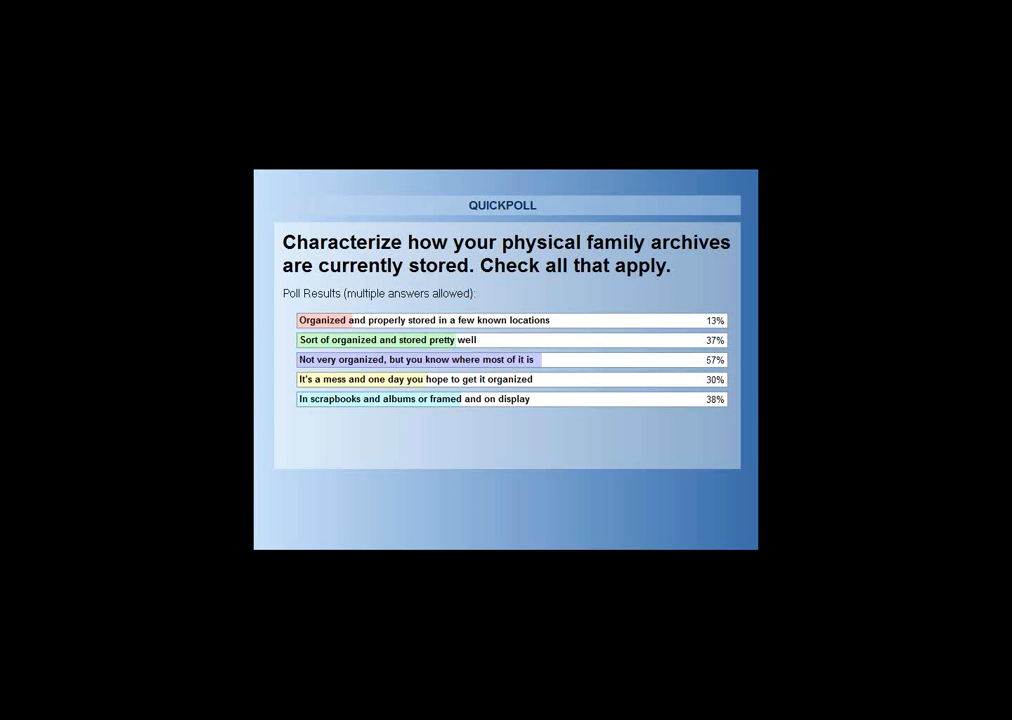 QUICKPOLL
Characterize how your physical family archives
are currently stored. Check all that apply.
Poll Results (multiple answers allowed):
Organized and properly stored in a few known locations 13%
Sort of organized and stored pretty well 37%
Not very organized, but you know where most of it is 57%
It's a mess and one day you hope to get it organized 30%
In scrapbooks and albums or framed and on display 38%